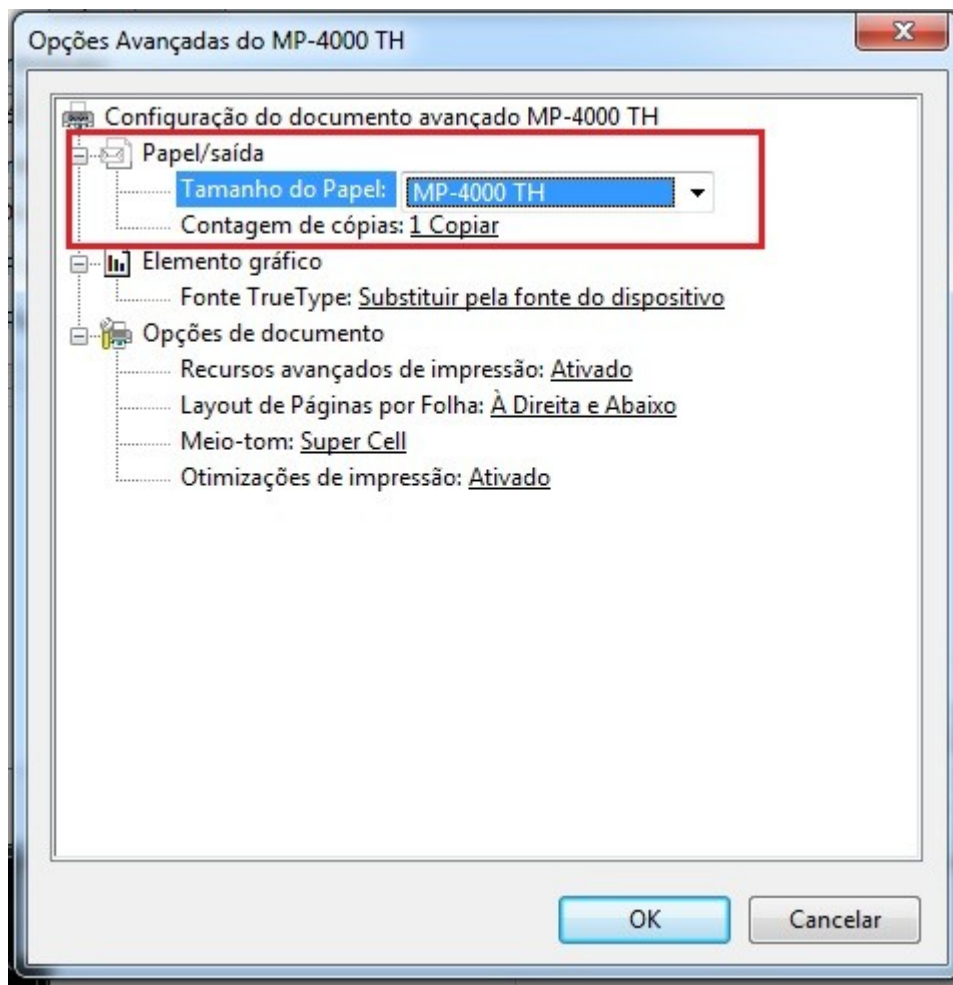 Opções Avançadas do MP-4000 TH
Configuração do documento avançado MP-4000 TH
Papel/saída
Tamanho do Papel: MP-4000 TH
Contagem de cópias: 1 Copiar
Elemento gráfico
Fonte TrueType: Substituir pela fonte do dispositivo
Opções de documento
Recursos avançados de impressão: Ativado
Layout de Páginas por Folha: À Direita e Abaixo
Meio-tom: Super Cell
Otimizações de impressão: Ativado
OK Cancelar